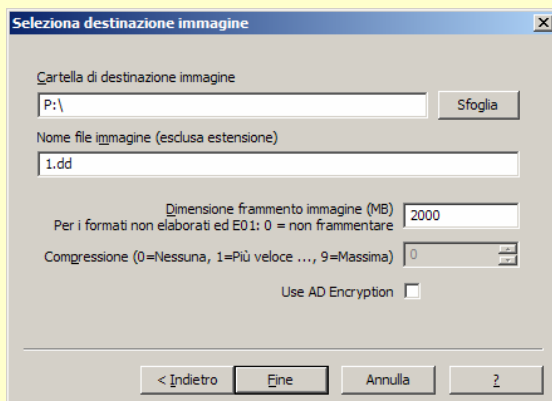 Seleziona destinazione immagine
Cartella di destinazione immagine
P:\
Sfoglia
Nome file immagine (esclusa estensione)
1.dd
Dimensione frammento immagine (MB)
Per i formati non elaborati ed E01: 0 = non frammentare
2000
Compressione (0=Nessuna, 1=Più veloce ..., 9=Massima)
0
Use AD Encryption
< Indietro
Fine
Annulla
?